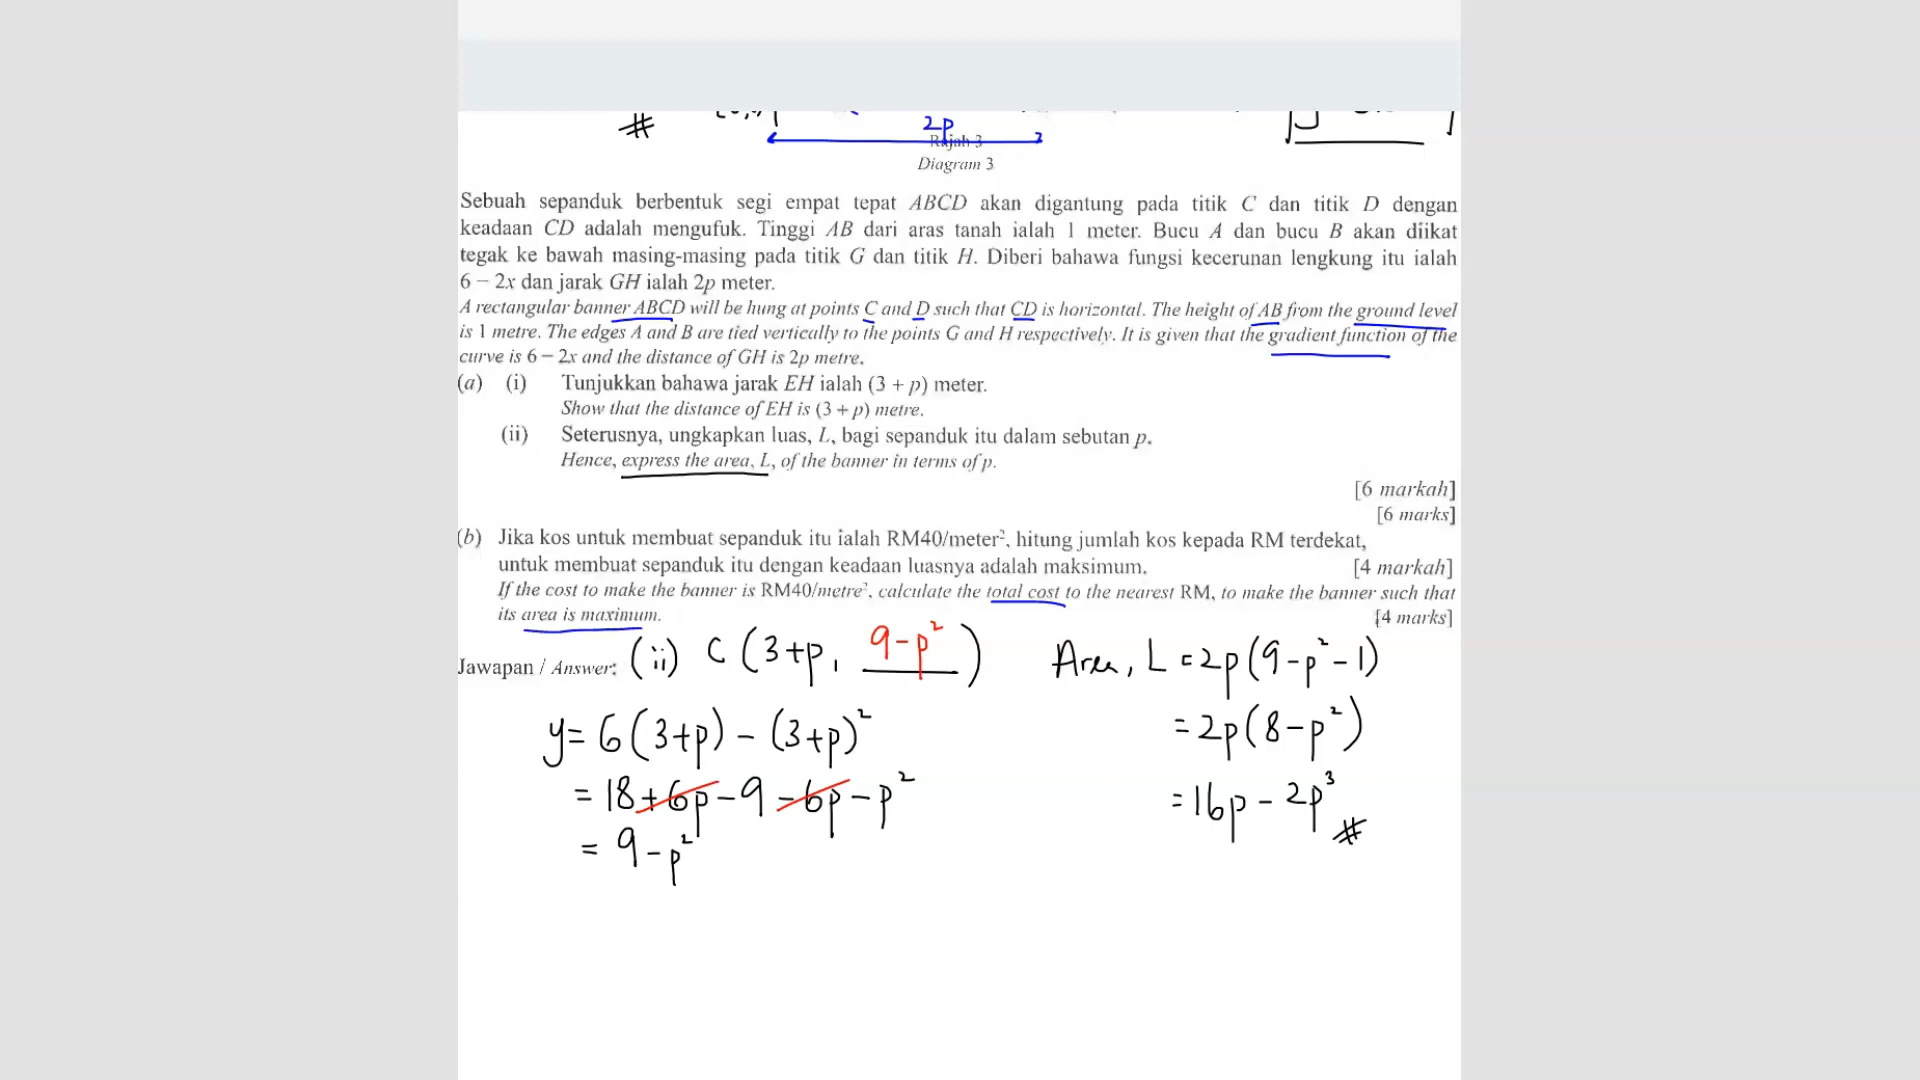 2p
#
Rajah 3
Diagram 3
Sebuah sepanduk berbentuk segi empat tepat ABCD akan digantung pada titik C dan titik D dengan
keadaan CD adalah mengufuk. Tinggi AB dari aras tanah ialah 1 meter. Bucu A dan bucu B akan diikat
tegak ke bawah masing-masing pada titik G dan titik H. Diberi bahawa fungsi kecerunan lengkung itu ialah
6 − 2x dan jarak GH ialah 2p meter.
A rectangular banner ABCD will be hung at points C and D such that CD is horizontal. The height of AB from the ground level
is 1 metre. The edges A and B are tied vertically to the points G and H respectively. It is given that the gradient function of the
curve is 6 − 2x and the distance of GH is 2p metre.
(a) (i) Tunjukkan bahawa jarak EH ialah (3 + p) meter.
Show that the distance of EH is (3 + p) metre.
(ii) Seterusnya, ungkapkan luas, L, bagi sepanduk itu dalam sebutan p.
Hence, express the area, L, of the banner in terms of p.
[6 markah]
[6 marks]
(b) Jika kos untuk membuat sepanduk itu ialah RM40/meter², hitung jumlah kos kepada RM terdekat,
untuk membuat sepanduk itu dengan keadaan luasnya adalah maksimum. [4 markah]
If the cost to make the banner is RM40/metre², calculate the total cost to the nearest RM, to make the banner such that
its area is maximum. [4 marks]
Jawapan / Answer: (ii) C (3+p, 9−p²)
y = 6(3+p) − (3+p)²
= 18+6p−9−6p−p²
= 9−p²
Area, L = 2p(9−p²−1)
= 2p(8−p²)
= 16p − 2p³ #